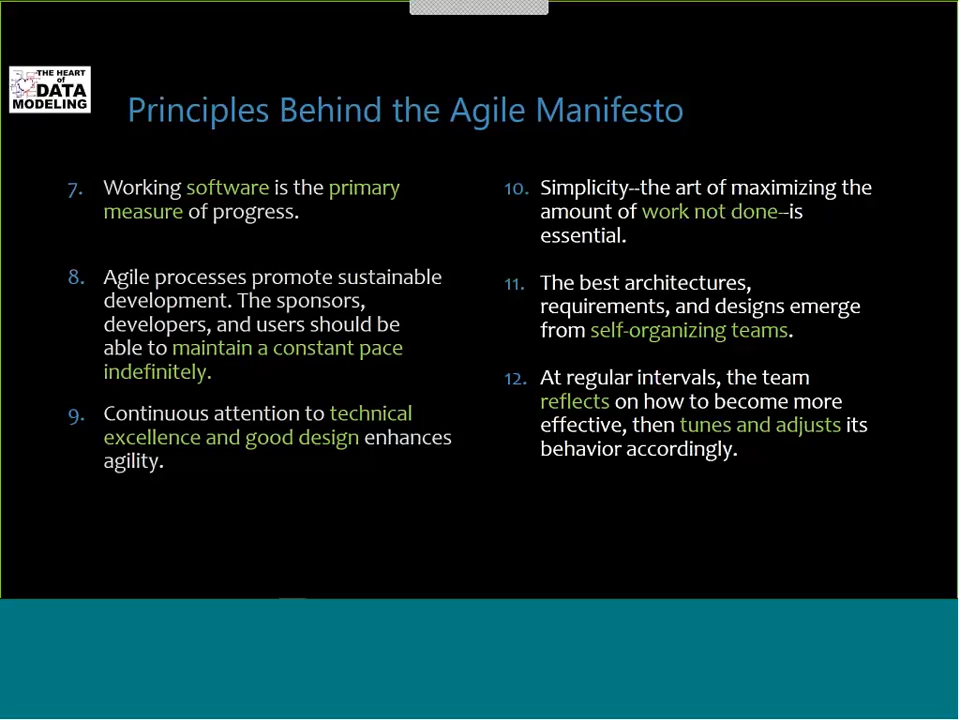 THE HEART
of
DATA
MODELING
Principles Behind the Agile Manifesto
7. Working software is the primary
measure of progress.
8. Agile processes promote sustainable
development. The sponsors,
developers, and users should be
able to maintain a constant pace
indefinitely.
9. Continuous attention to technical
excellence and good design enhances
agility.
10. Simplicity--the art of maximizing the
amount of work not done--is
essential.
11. The best architectures,
requirements, and designs emerge
from self-organizing teams.
12. At regular intervals, the team
reflects on how to become more
effective, then tunes and adjusts its
behavior accordingly.